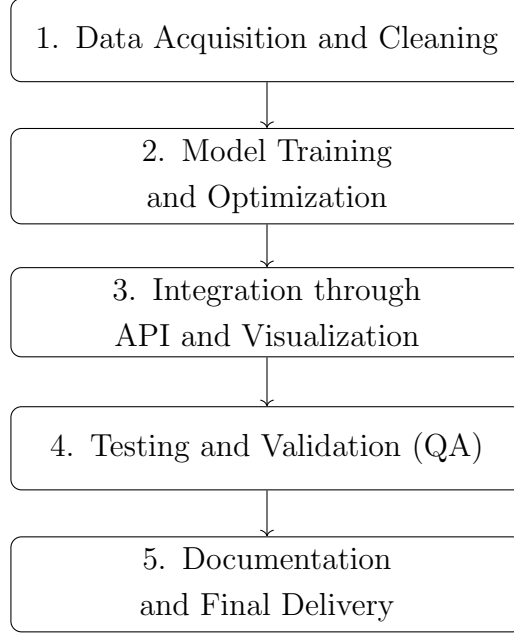 1. Data Acquisition and Cleaning
2. Model Training
and Optimization
3. Integration through
API and Visualization
4. Testing and Validation (QA)
5. Documentation
and Final Delivery